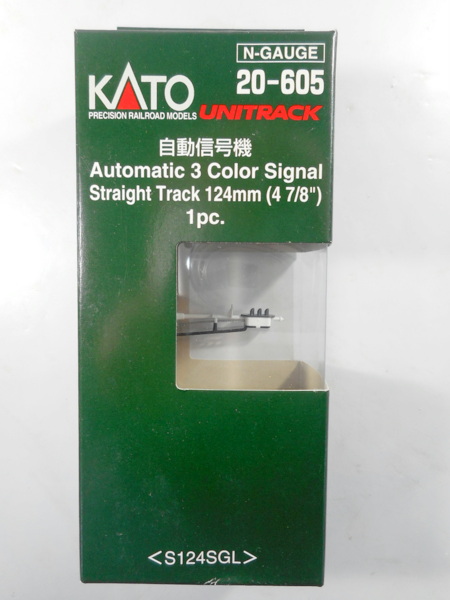 N-GAUGE
KATO 20-605
PRECISION RAILROAD MODELS UNITRACK
自動信号機
Automatic 3 Color Signal
Straight Track 124mm (4 7/8")
1pc.
<S124SGL>